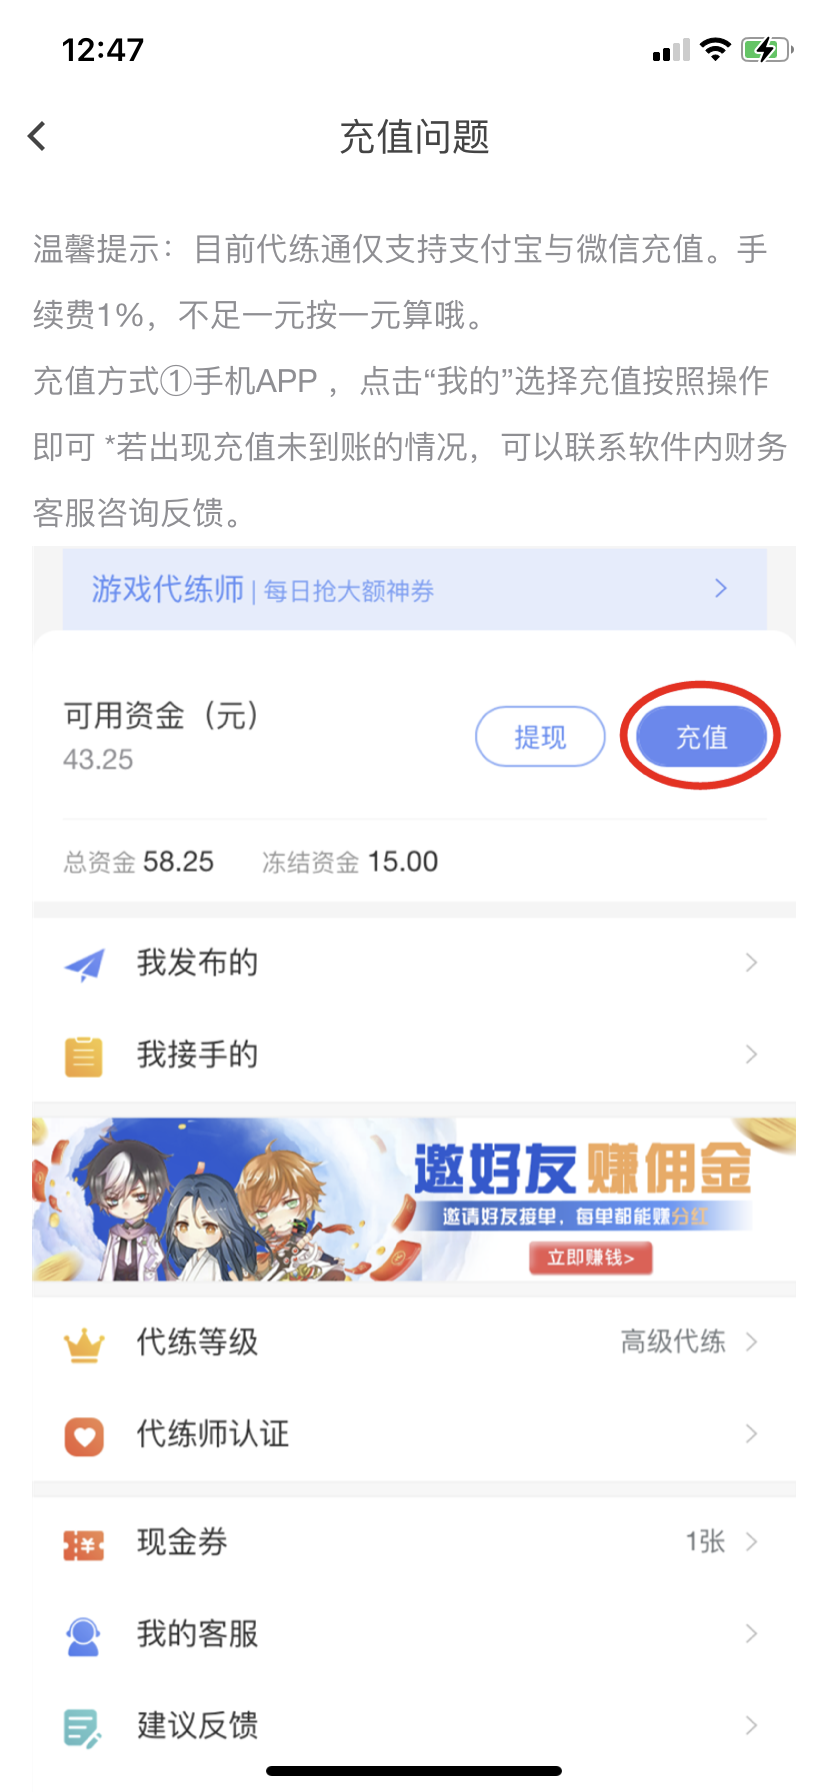 12:47
充值问题
温馨提示：目前代练通仅支持支付宝与微信充值。手
续费1%，不足一元按一元算哦。
充值方式①手机APP ，点击“我的”选择充值按照操作
即可 *若出现充值未到账的情况，可以联系软件内财务
客服咨询反馈。
游戏代练师 | 每日抢大额神券
可用资金（元）
43.25
提现
充值
总资金 58.25 冻结资金 15.00
我发布的
我接手的
邀好友 赚佣金
邀请好友接单，每单都能赚分红
立即赚钱>
代练等级 高级代练
代练师认证
现金券 1张
我的客服
建议反馈